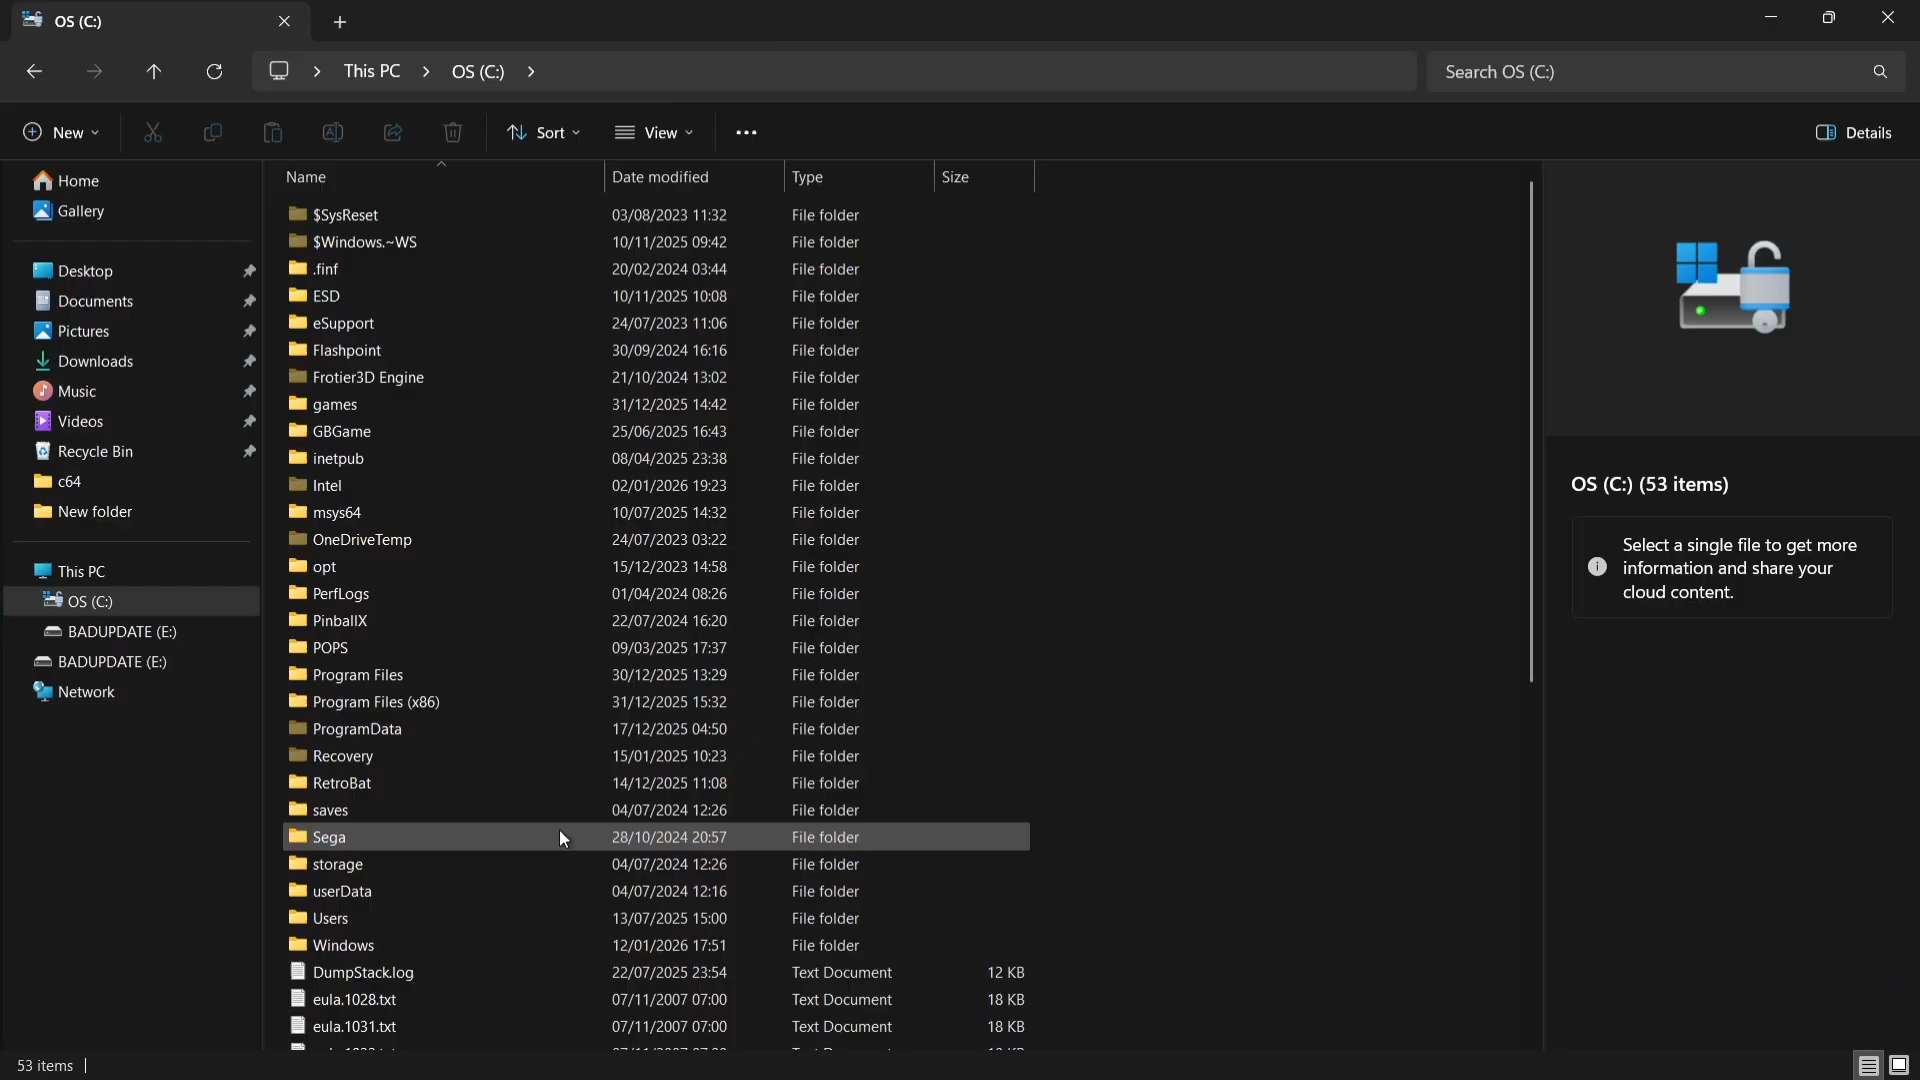 OS (C:)
This PC
OS (C:)
Search OS (C:)
New
Sort
View
Details
Home
Gallery
Desktop
Documents
Pictures
Downloads
Music
Videos
Recycle Bin
c64
New folder
This PC
OS (C:)
BADUPDATE (E:)
BADUPDATE (E:)
Network
Name Date modified Type Size
$SysReset 03/08/2023 11:32 File folder
$Windows.~WS 10/11/2025 09:42 File folder
.finf 20/02/2024 03:44 File folder
ESD 10/11/2025 10:08 File folder
eSupport 24/07/2023 11:06 File folder
Flashpoint 30/09/2024 16:16 File folder
Frotier3D Engine 21/10/2024 13:02 File folder
games 31/12/2025 14:42 File folder
GBGame 25/06/2025 16:43 File folder
inetpub 08/04/2025 23:38 File folder
Intel 02/01/2026 19:23 File folder
msys64 10/07/2025 14:32 File folder
OneDriveTemp 24/07/2023 03:22 File folder
opt 15/12/2023 14:58 File folder
PerfLogs 01/04/2024 08:26 File folder
PinballX 22/07/2024 16:20 File folder
POPS 09/03/2025 17:37 File folder
Program Files 30/12/2025 13:29 File folder
Program Files (x86) 31/12/2025 15:32 File folder
ProgramData 17/12/2025 04:50 File folder
Recovery 15/01/2025 10:23 File folder
RetroBat 14/12/2025 11:08 File folder
saves 04/07/2024 12:26 File folder
Sega 28/10/2024 20:57 File folder
storage 04/07/2024 12:26 File folder
userData 04/07/2024 12:16 File folder
Users 13/07/2025 15:00 File folder
Windows 12/01/2026 17:51 File folder
DumpStack.log 22/07/2025 23:54 Text Document 12 KB
eula.1028.txt 07/11/2007 07:00 Text Document 18 KB
eula.1031.txt 07/11/2007 07:00 Text Document 18 KB
OS (C:) (53 items)
Select a single file to get more
information and share your
cloud content.
53 items